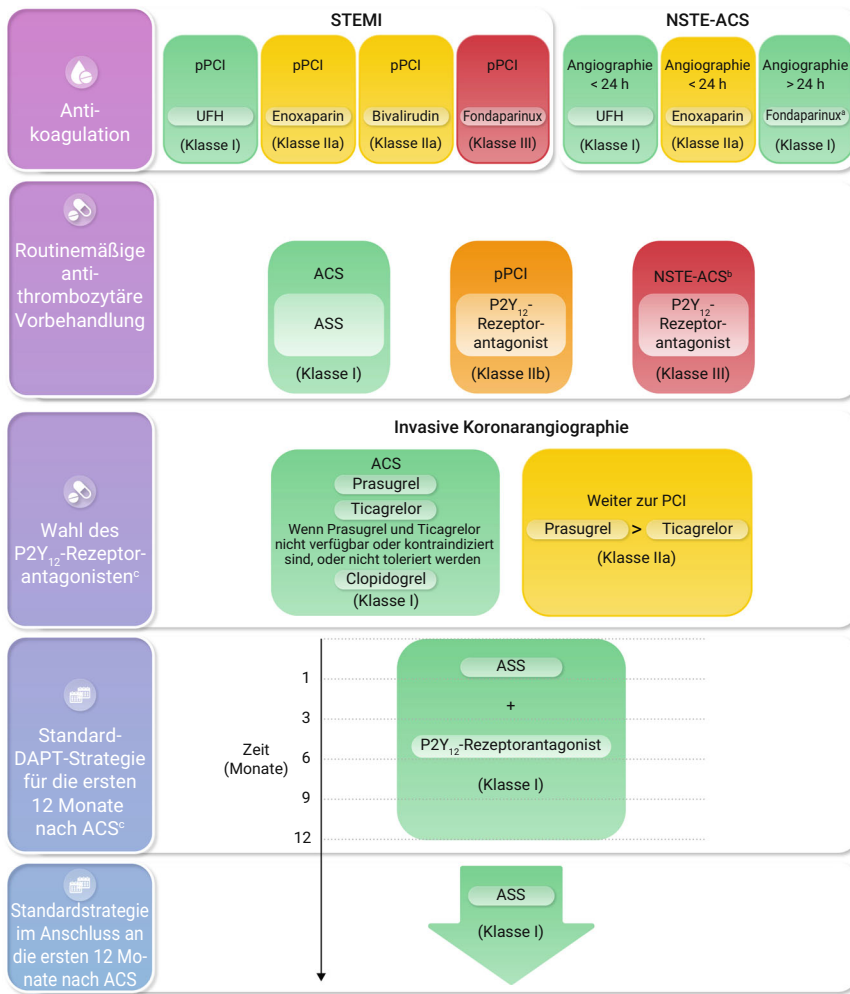 STEMI
NSTE-ACS
Anti-
koagulation
pPCI
UFH
(Klasse I)
pPCI
Enoxaparin
(Klasse IIa)
pPCI
Bivalirudin
(Klasse IIa)
pPCI
Fondaparinux
(Klasse III)
Angiographie
< 24 h
UFH
(Klasse I)
Angiographie
< 24 h
Enoxaparin
(Klasse IIa)
Angiographie
> 24 h
Fondaparinuxᵃ
(Klasse I)
Routinemäßige
anti-
thrombozytäre
Vorbehandlung
ACS
ASS
(Klasse I)
pPCI
P2Y₁₂-
Rezeptor-
antagonist
(Klasse IIb)
NSTE-ACSᵇ
P2Y₁₂-
Rezeptor-
antagonist
(Klasse III)
Invasive Koronarangiographie
Wahl des
P2Y₁₂-Rezeptor-
antagonistenᶜ
ACS
Prasugrel
Ticagrelor
Wenn Prasugrel und Ticagrelor
nicht verfügbar oder kontraindiziert
sind, oder nicht toleriert werden
Clopidogrel
(Klasse I)
Weiter zur PCI
Prasugrel > Ticagrelor
(Klasse IIa)
Standard-
DAPT-Strategie
für die ersten
12 Monate
nach ACSᶜ
Zeit
(Monate)
1
3
6
9
12
ASS
+
P2Y₁₂-Rezeptorantagonist
(Klasse I)
Standardstrategie
im Anschluss an
die ersten 12 Mo-
nate nach ACS
ASS
(Klasse I)